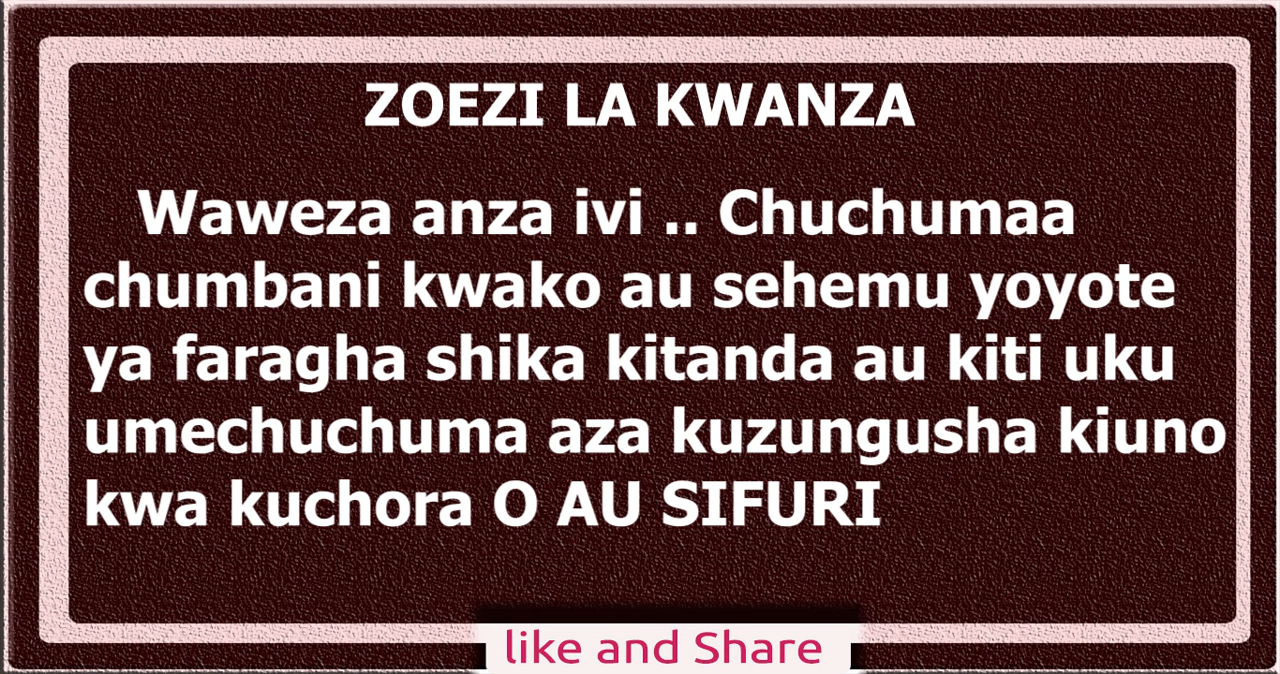 ZOEZI LA KWANZA
Waweza anza ivi .. Chuchumaa
chumbani kwako au sehemu yoyote
ya faragha shika kitanda au kiti uku
umechuchuma aza kuzungusha kiuno
kwa kuchora O AU SIFURI
like and Share